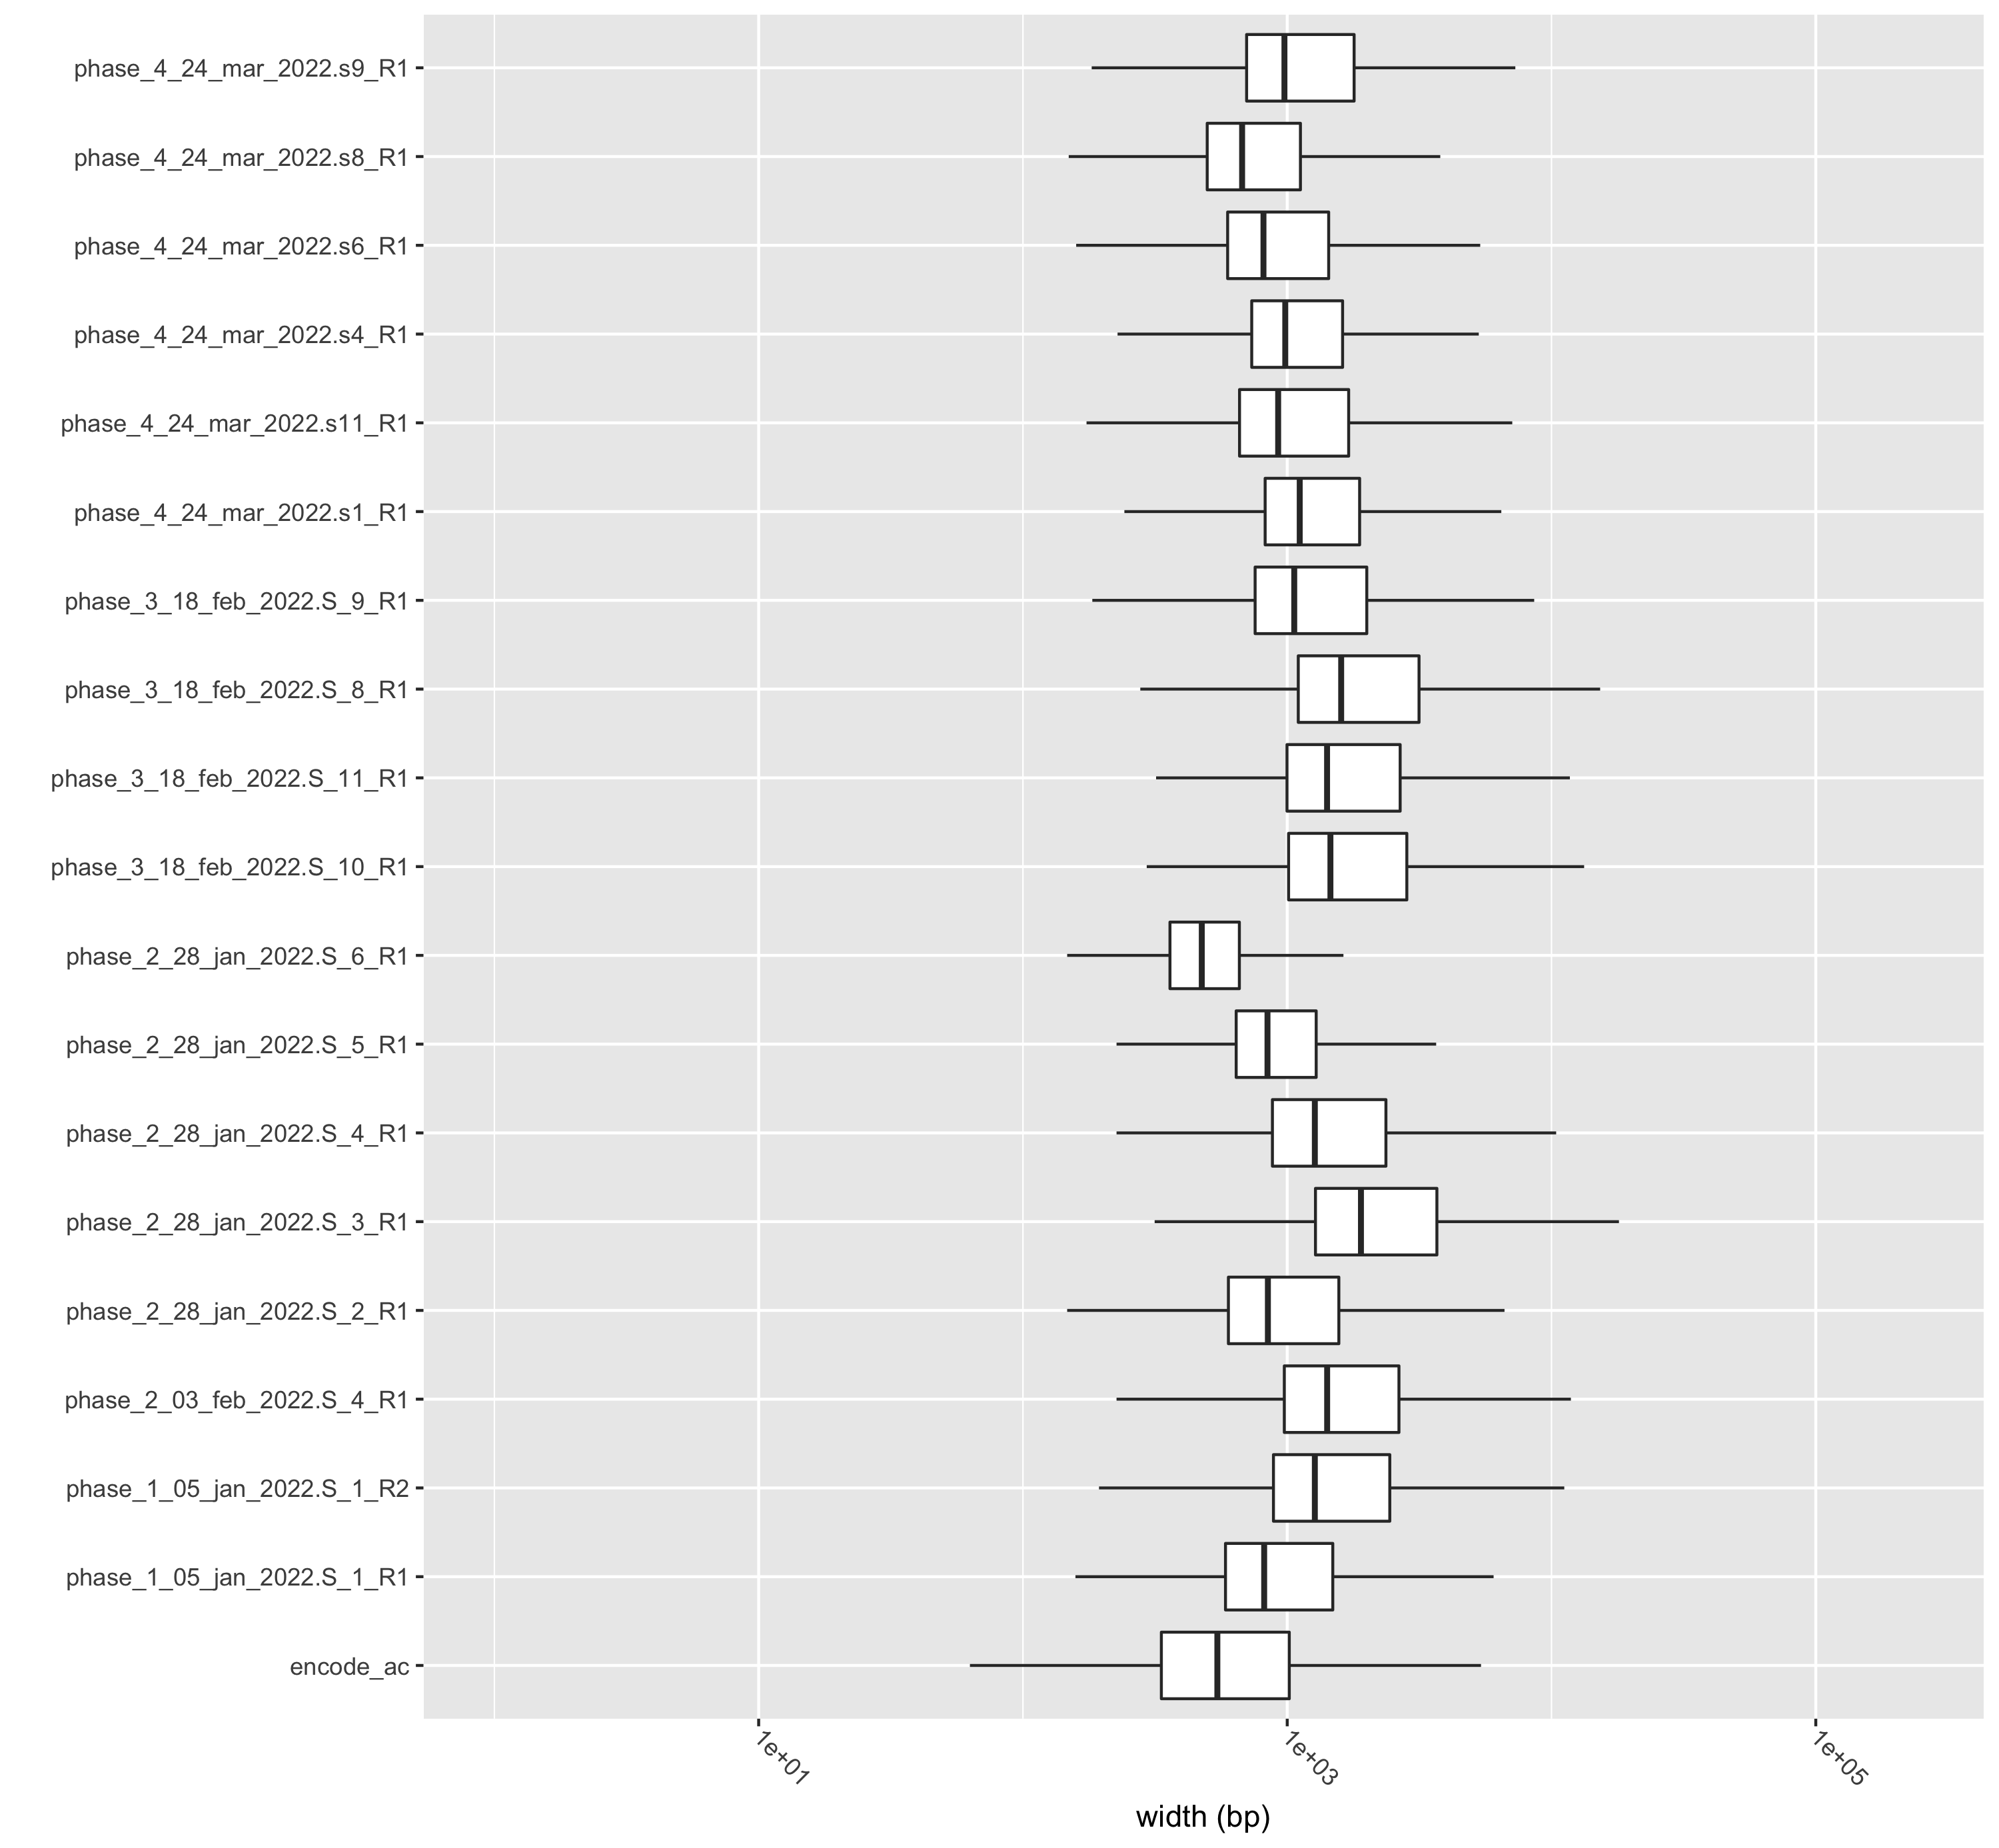 phase_4_24_mar_2022.s9_R1
phase_4_24_mar_2022.s8_R1
phase_4_24_mar_2022.s6_R1
phase_4_24_mar_2022.s4_R1
phase_4_24_mar_2022.s11_R1
phase_4_24_mar_2022.s1_R1
phase_3_18_feb_2022.S_9_R1
phase_3_18_feb_2022.S_8_R1
phase_3_18_feb_2022.S_11_R1
phase_3_18_feb_2022.S_10_R1
phase_2_28_jan_2022.S_6_R1
phase_2_28_jan_2022.S_5_R1
phase_2_28_jan_2022.S_4_R1
phase_2_28_jan_2022.S_3_R1
phase_2_28_jan_2022.S_2_R1
phase_2_03_feb_2022.S_4_R1
phase_1_05_jan_2022.S_1_R2
phase_1_05_jan_2022.S_1_R1
encode_ac
1e+01
1e+03
1e+05
width (bp)